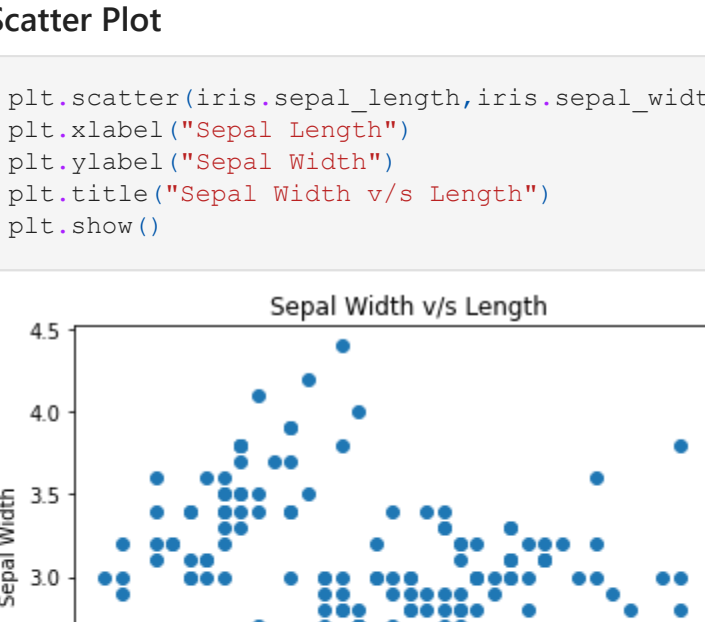 Scatter Plot
plt.scatter(iris.sepal_length,iris.sepal_widt
plt.xlabel("Sepal Length")
plt.ylabel("Sepal Width")
plt.title("Sepal Width v/s Length")
plt.show()
Sepal Width v/s Length
4.5
4.0
3.5
3.0
Sepal Width